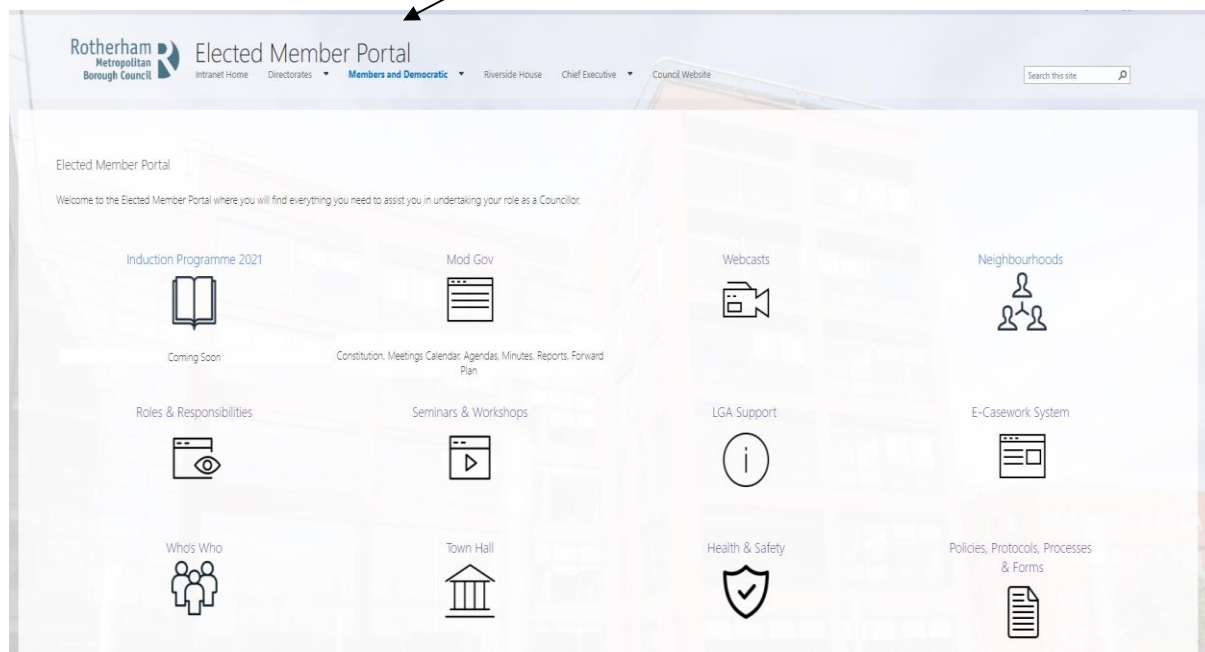 Rotherham
Metropolitan
Borough Council
Elected Member Portal
Intranet Home Directorates Members and Democratic Riverside House Chief Executive Council Website
Search this site
Elected Member Portal
Welcome to the Elected Member Portal where you will find everything you need to assist you in undertaking your role as a Councillor.
Induction Programme 2021 Mod Gov Webcasts Neighbourhoods
Coming Soon Constitution, Meetings Calendar, Agendas, Minutes, Reports, Forward
Plan
Roles & Responsibilities Seminars & Workshops LGA Support E-Casework System
Who's Who Town Hall Health & Safety Policies, Protocols, Processes
& Forms